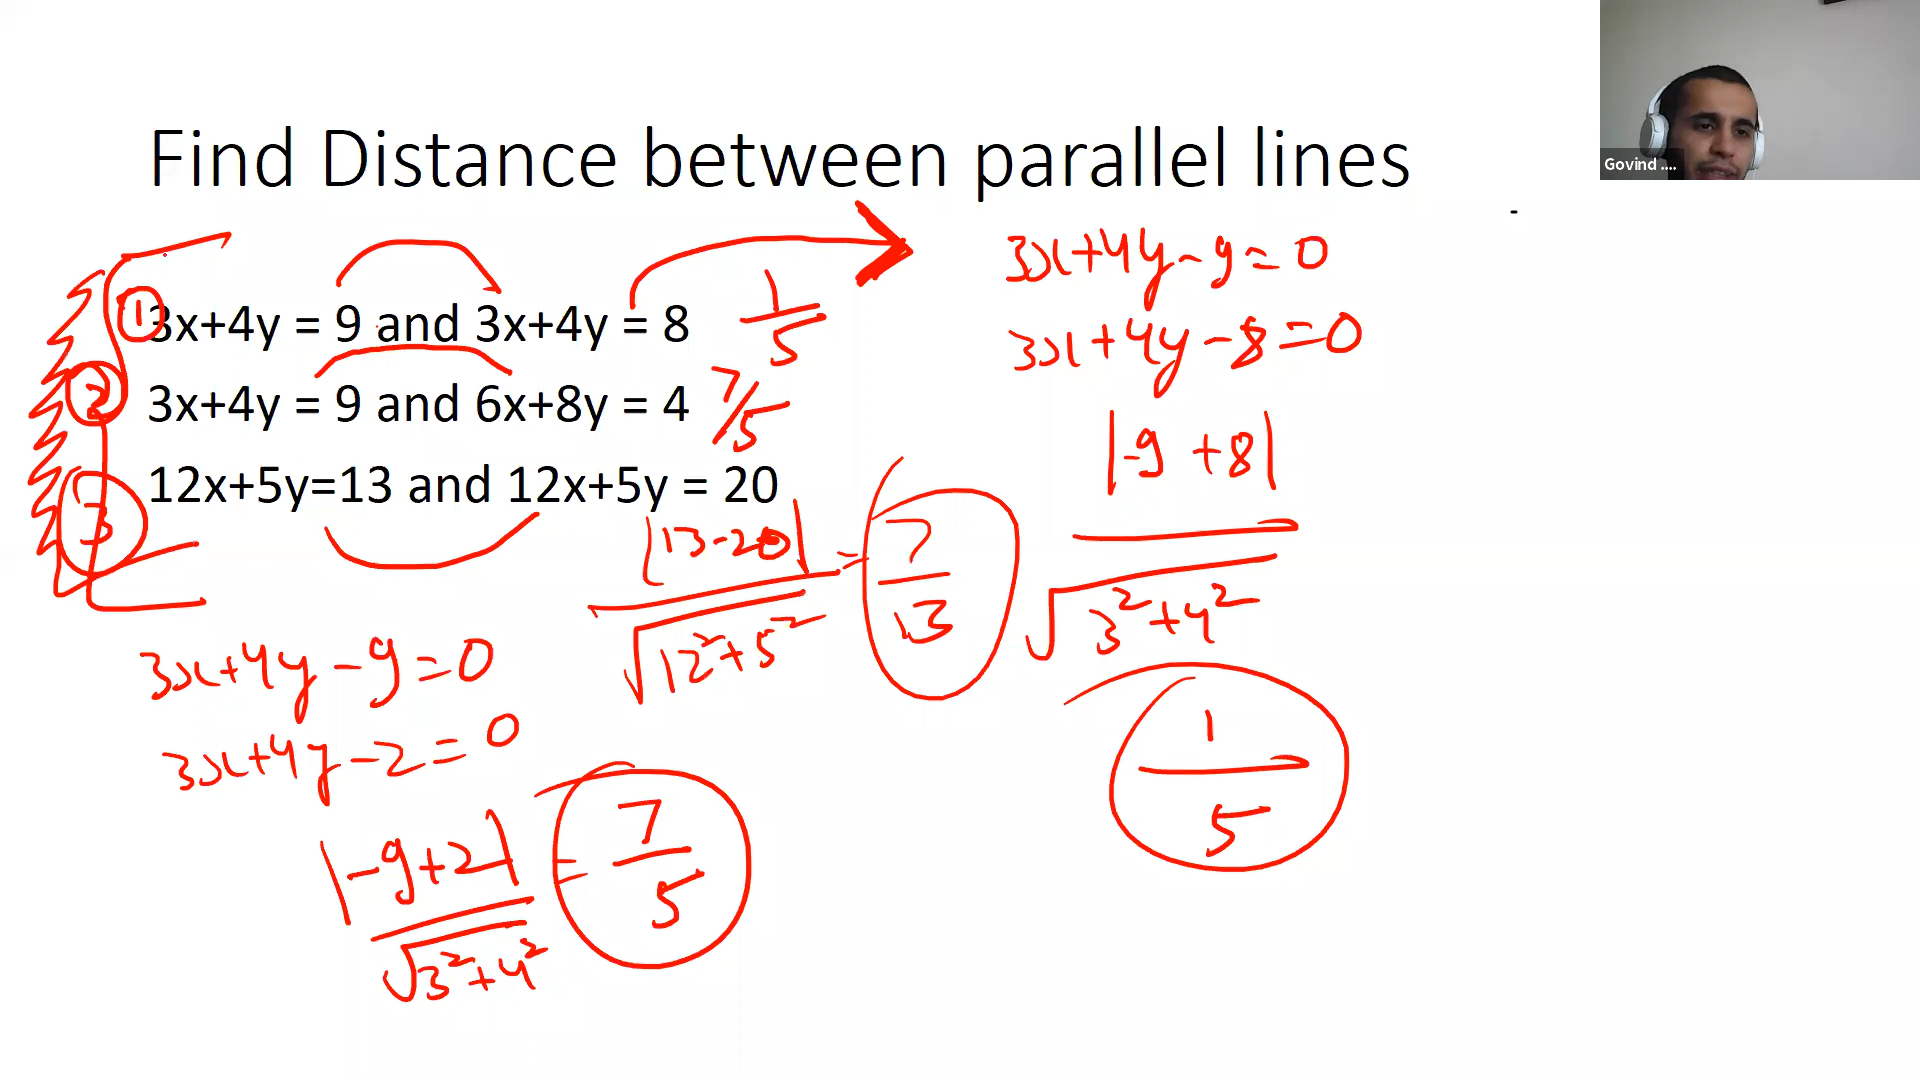 Govind ....
Find Distance between parallel lines
① 3x+4y = 9 and 3x+4y = 8
1/5
② 3x+4y = 9 and 6x+8y = 4
7/5
③ 12x+5y=13 and 12x+5y = 20
3x+4y-9=0
3x+4y-8=0
|-9+8|
√3²+4²
1
5
|13-20|
√12²+5²
=
7
13
3x+4y-9=0
3x+4y-2=0
|-9+2|
√3²+4²
=
7
5